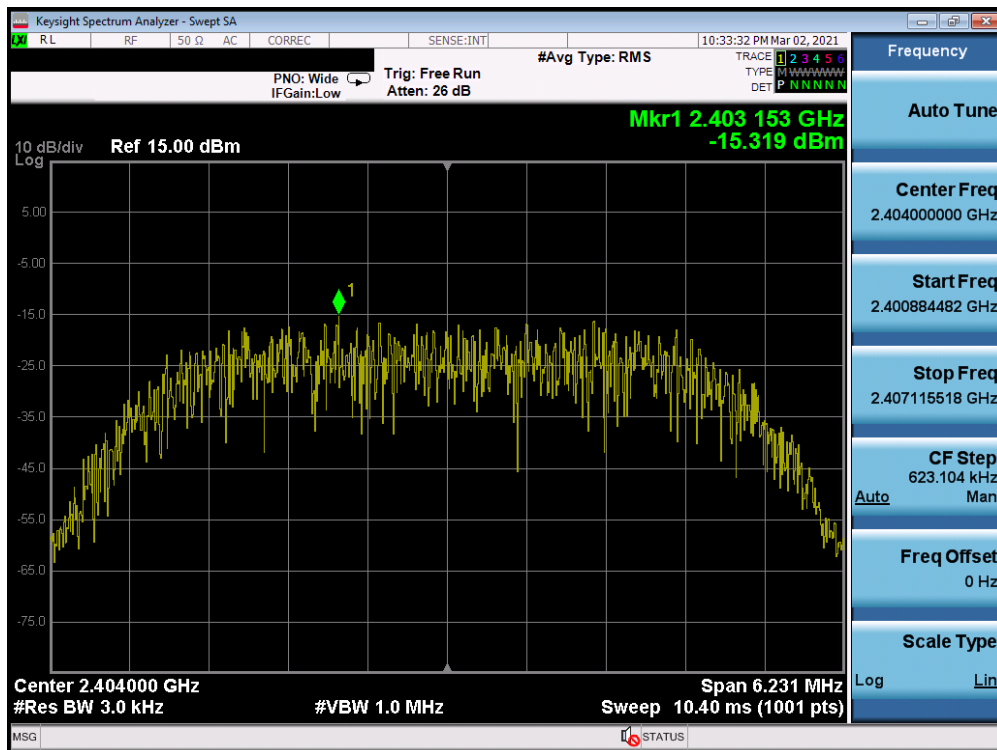 Keysight Spectrum Analyzer - Swept SA
LXI RL RF 50 Ω AC CORREC SENSE:INT 10:33:32 PM Mar 02, 2021
#Avg Type: RMS
TRACE 1 2 3 4 5 6
PNO: Wide Trig: Free Run
TYPE M WWWWW
IFGain:Low Atten: 26 dB
DET P N N N N N
Mkr1 2.403 153 GHz
-15.319 dBm
10 dB/div Ref 15.00 dBm
Log
5.00
-5.00
1
-15.0
-25.0
-35.0
-45.0
-55.0
-65.0
-75.0
Center 2.404000 GHz Span 6.231 MHz
#Res BW 3.0 kHz #VBW 1.0 MHz Sweep 10.40 ms (1001 pts)
MSG STATUS
Frequency
Auto Tune
Center Freq
2.404000000 GHz
Start Freq
2.400884482 GHz
Stop Freq
2.407115518 GHz
CF Step
623.104 kHz
Auto Man
Freq Offset
0 Hz
Scale Type
Log Lin